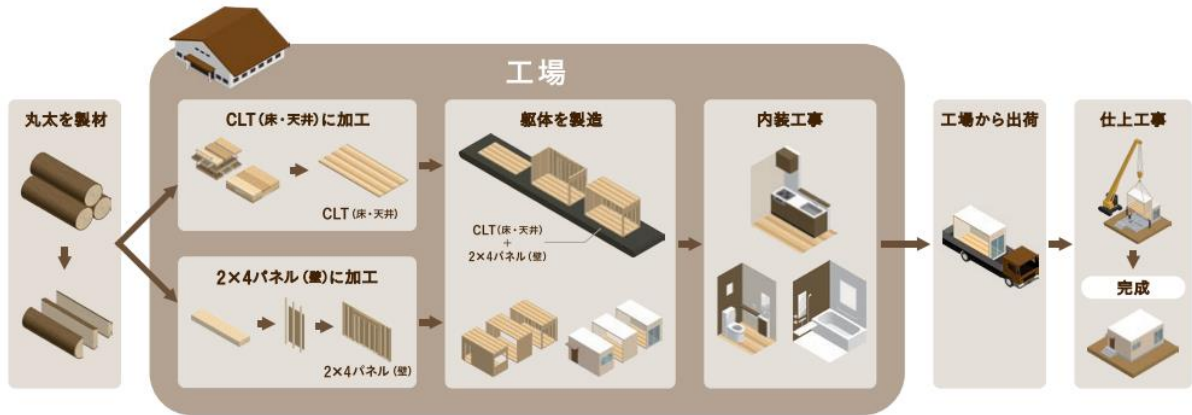 工場
丸太を製材
CLT(床・天井)に加工
CLT(床・天井)
2×4パネル(壁)に加工
2×4パネル(壁)
躯体を製造
CLT(床・天井)
+
2×4パネル(壁)
内装工事
工場から出荷
仕上工事
完成